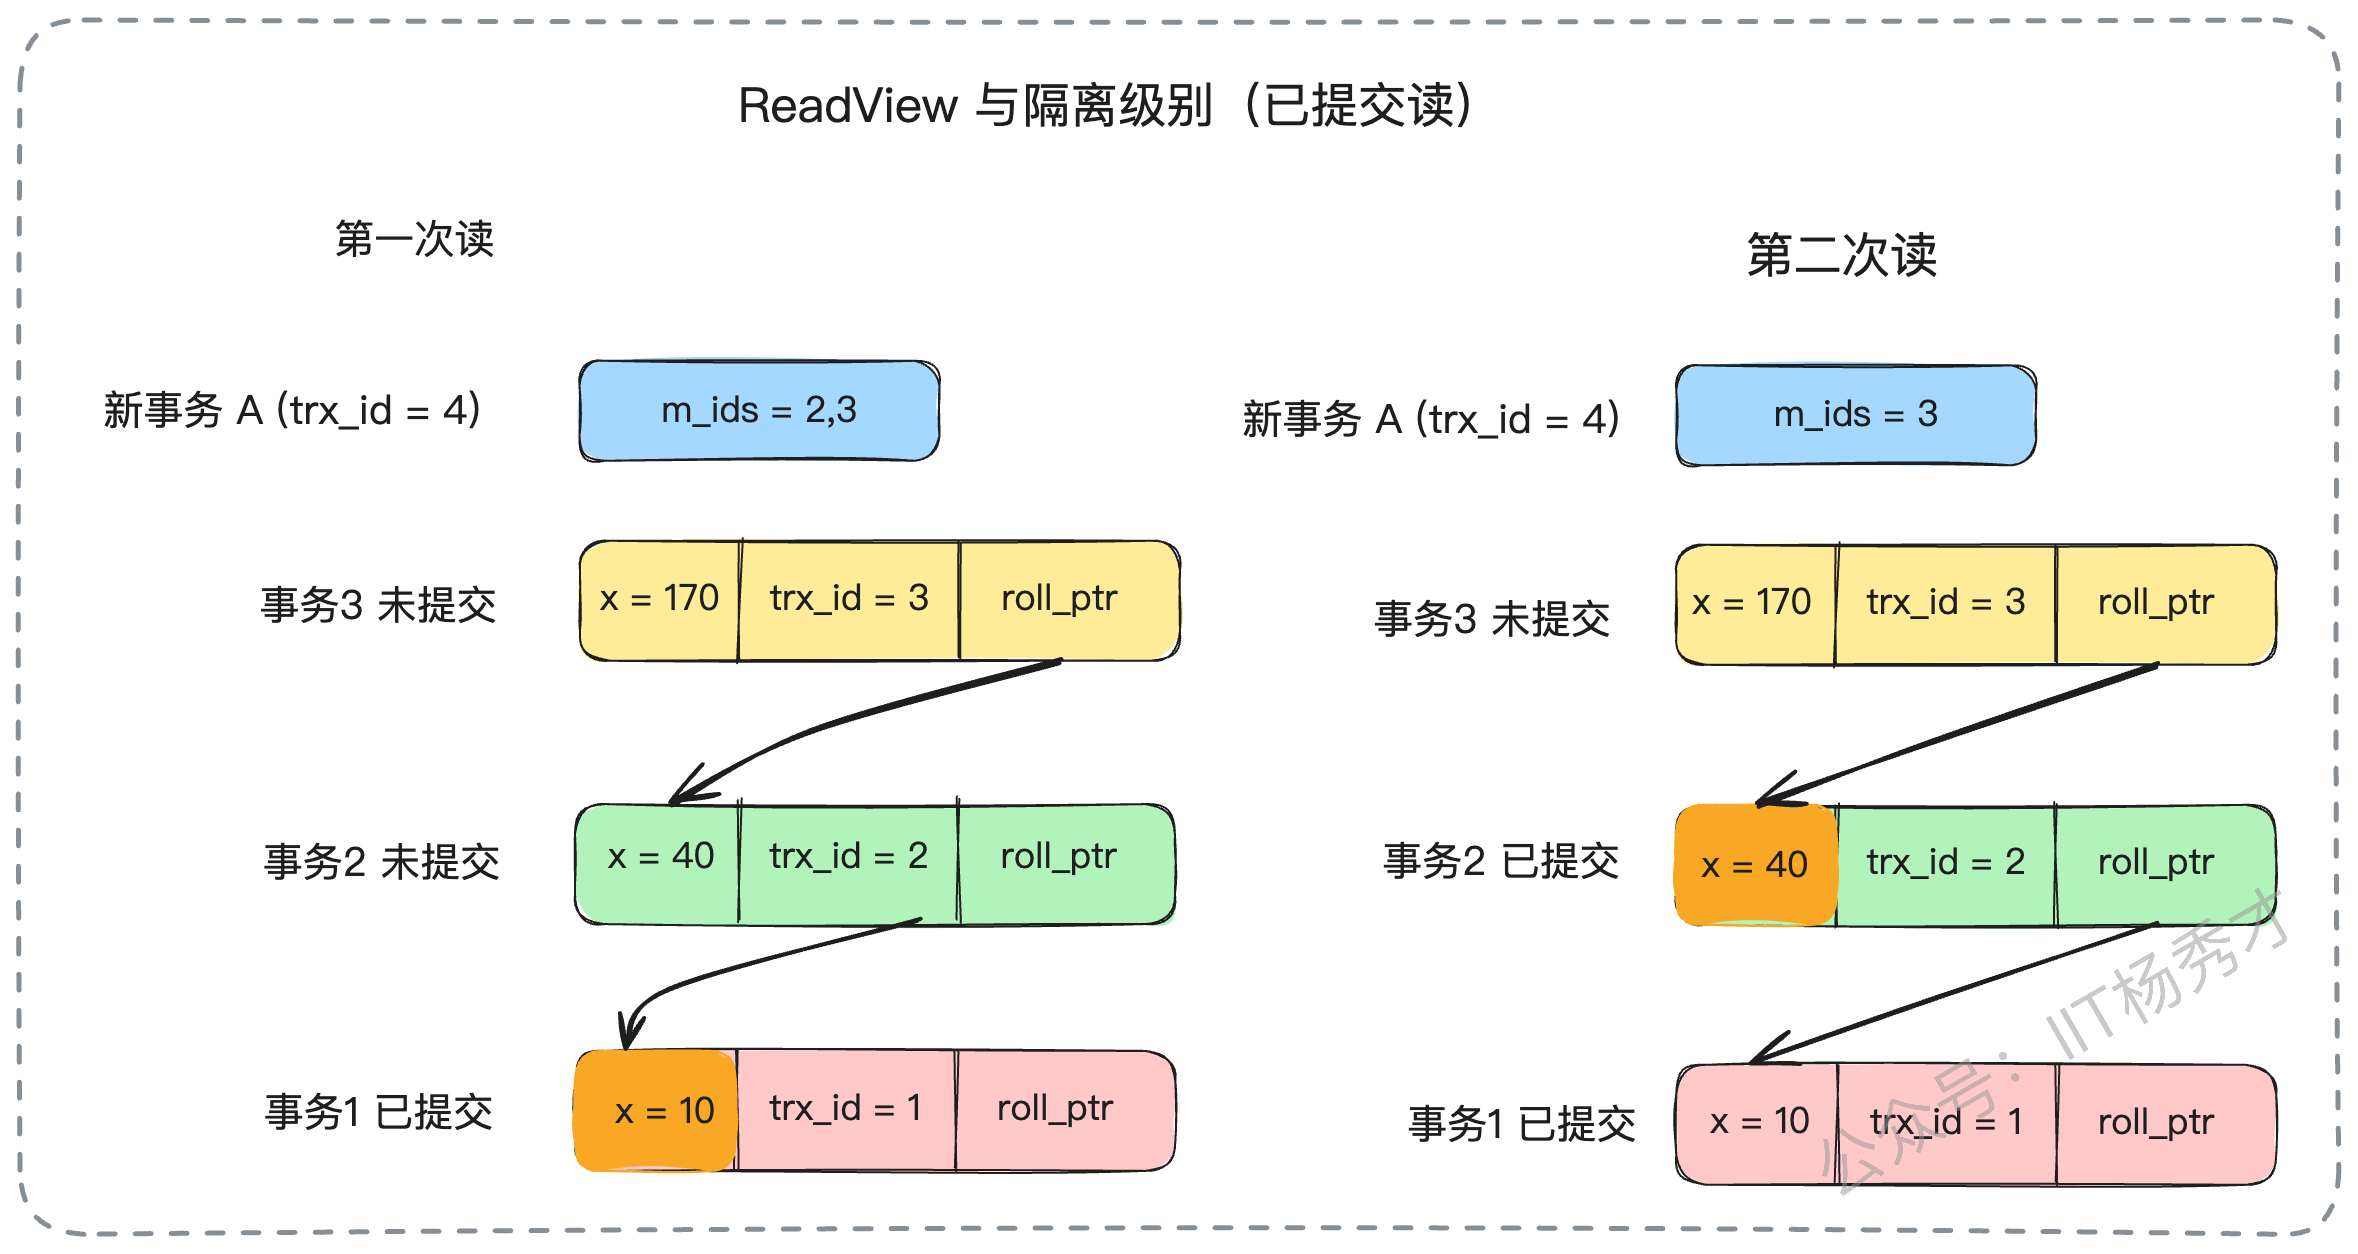 ReadView 与隔离级别（已提交读）
第一次读
新事务 A (trx_id = 4)
m_ids = 2,3
事务3 未提交
x = 170
trx_id = 3
roll_ptr
事务2 未提交
x = 40
trx_id = 2
roll_ptr
事务1 已提交
x = 10
trx_id = 1
roll_ptr
第二次读
新事务 A (trx_id = 4)
m_ids = 3
事务3 未提交
x = 170
trx_id = 3
roll_ptr
事务2 已提交
x = 40
trx_id = 2
roll_ptr
事务1 已提交
x = 10
trx_id = 1
roll_ptr
公众号：IIT杨秀才